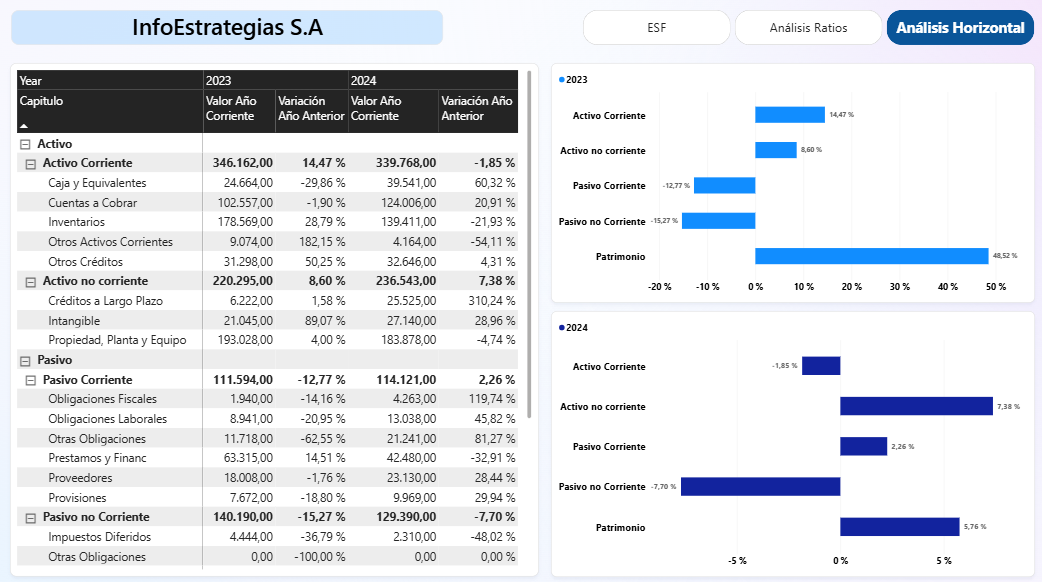 InfoEstrategias S.A
ESF
Análisis Ratios
Análisis Horizontal
Year 2023 2024
Capitulo Valor Año Corriente Variación Año Anterior Valor Año Corriente Variación Año Anterior
Activo
Activo Corriente 346.162,00 14,47 % 339.768,00 -1,85 %
Caja y Equivalentes 24.664,00 -29,86 % 39.541,00 60,32 %
Cuentas a Cobrar 102.557,00 -1,90 % 124.006,00 20,91 %
Inventarios 178.569,00 28,79 % 139.411,00 -21,93 %
Otros Activos Corrientes 9.074,00 182,15 % 4.164,00 -54,11 %
Otros Créditos 31.298,00 50,25 % 32.646,00 4,31 %
Activo no corriente 220.295,00 8,60 % 236.543,00 7,38 %
Créditos a Largo Plazo 6.222,00 1,58 % 25.525,00 310,24 %
Intangible 21.045,00 89,07 % 27.140,00 28,96 %
Propiedad, Planta y Equipo 193.028,00 4,00 % 183.878,00 -4,74 %
Pasivo
Pasivo Corriente 111.594,00 -12,77 % 114.121,00 2,26 %
Obligaciones Fiscales 1.940,00 -14,16 % 4.263,00 119,74 %
Obligaciones Laborales 8.941,00 -20,95 % 13.038,00 45,82 %
Otras Obligaciones 11.718,00 -62,55 % 21.241,00 81,27 %
Prestamos y Financ 63.315,00 14,51 % 42.480,00 -32,91 %
Proveedores 18.008,00 -1,76 % 23.130,00 28,44 %
Provisiones 7.672,00 -18,80 % 9.969,00 29,94 %
Pasivo no Corriente 140.190,00 -15,27 % 129.390,00 -7,70 %
Impuestos Diferidos 4.444,00 -36,79 % 2.310,00 -48,02 %
Otras Obligaciones 0,00 -100,00 % 0,00 0,00 %
2023
Activo Corriente 14,47 %
Activo no corriente 8,60 %
Pasivo Corriente -12,77 %
Pasivo no Corriente -15,27 %
Patrimonio 48,52 %
-20 % -10 % 0 % 10 % 20 % 30 % 40 % 50 %
2024
Activo Corriente -1,85 %
Activo no corriente 7,38 %
Pasivo Corriente 2,26 %
Pasivo no Corriente -7,70 %
Patrimonio 5,76 %
-5 % 0 % 5 %